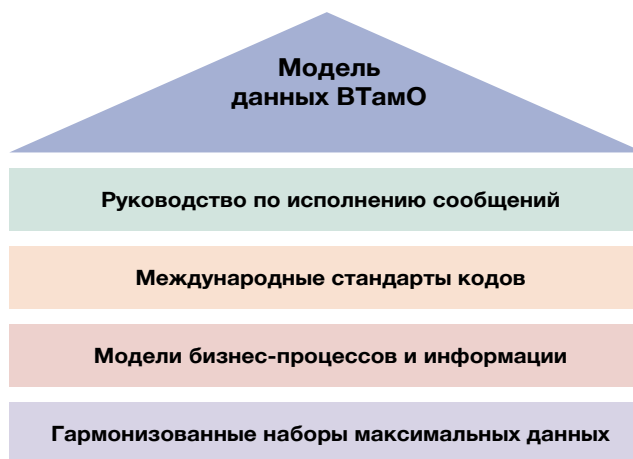 Модель
данных ВТамО
Руководство по исполнению сообщений
Международные стандарты кодов
Модели бизнес-процессов и информации
Гармонизованные наборы максимальных данных